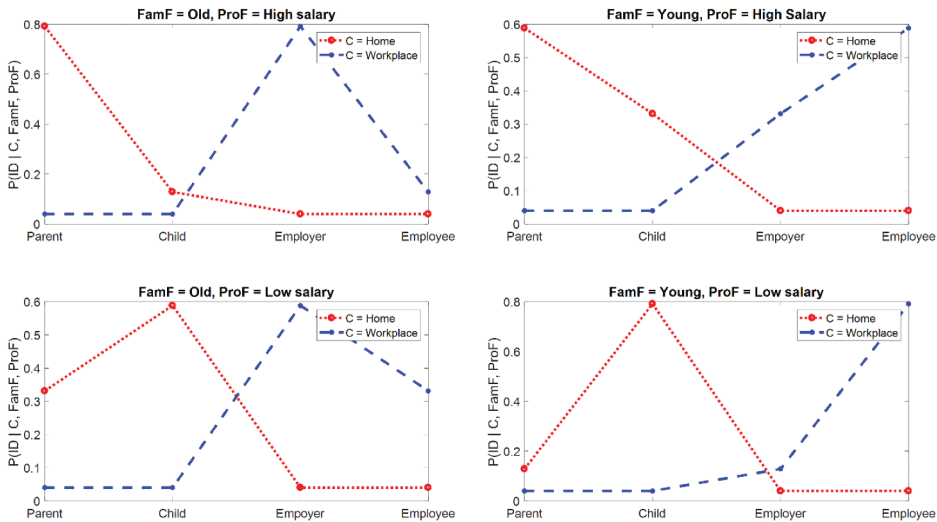 FamF = Old, ProF = High salary
P(ID | C, FamF, ProF)
0.8
0.6
0.4
0.2
0
C = Home
C = Workplace
Parent Child Employer Employee
FamF = Young, ProF = High Salary
P(ID | C, FamF, ProF)
0.6
0.5
0.4
0.3
0.2
0.1
0
C = Home
C = Workplace
Parent Child Empoyer Employee
FamF = Old, ProF = Low salary
P(ID | C, FamF, ProF)
0.6
0.5
0.4
0.3
0.2
0.1
0
C = Home
C = Workplace
Parent Child Empoyer Employee
FamF = Young, ProF = Low salary
P(ID | C, FamF, ProF)
0.8
0.6
0.4
0.2
0
C = Home
C = Workplace
Parent Child Employer Employee